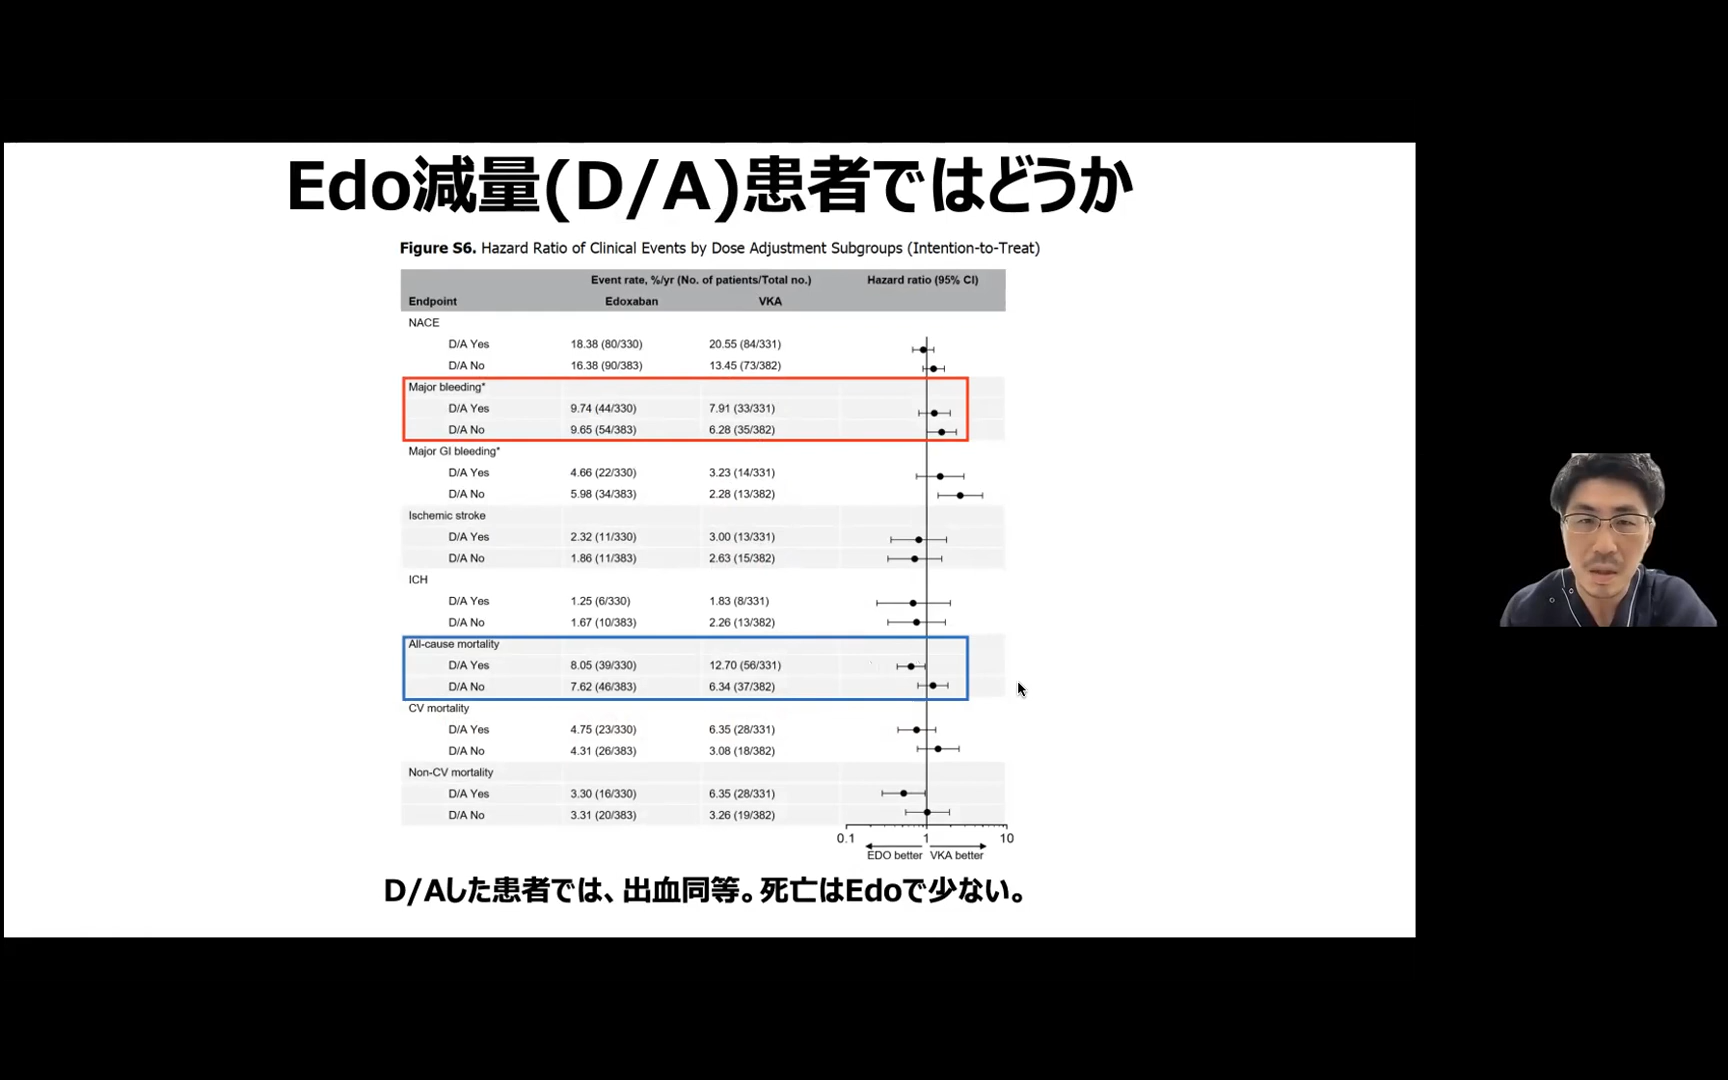 Edo減量(D/A)患者ではどうか
Figure S6. Hazard Ratio of Clinical Events by Dose Adjustment Subgroups (Intention-to-Treat)
Event rate, %/yr (No. of patients/Total no.) Hazard ratio (95% CI)
Endpoint Edoxaban VKA
NACE
D/A Yes 18.38 (80/330) 20.55 (84/331)
D/A No 16.38 (90/383) 13.45 (73/382)
Major bleeding*
D/A Yes 9.74 (44/330) 7.91 (33/331)
D/A No 9.65 (54/383) 6.28 (35/382)
Major GI bleeding*
D/A Yes 4.66 (22/330) 3.23 (14/331)
D/A No 5.98 (34/383) 2.28 (13/382)
Ischemic stroke
D/A Yes 2.32 (11/330) 3.00 (13/331)
D/A No 1.86 (11/383) 2.63 (15/382)
ICH
D/A Yes 1.25 (6/330) 1.83 (8/331)
D/A No 1.67 (10/383) 2.26 (13/382)
All-cause mortality
D/A Yes 8.05 (39/330) 12.70 (56/331)
D/A No 7.62 (46/383) 6.34 (37/382)
CV mortality
D/A Yes 4.75 (23/330) 6.35 (28/331)
D/A No 4.31 (26/383) 3.08 (18/382)
Non-CV mortality
D/A Yes 3.30 (16/330) 6.35 (28/331)
D/A No 3.31 (20/383) 3.26 (19/382)
0.1 1 10
EDO better VKA better
D/Aした患者では、出血同等。死亡はEdoで少ない。